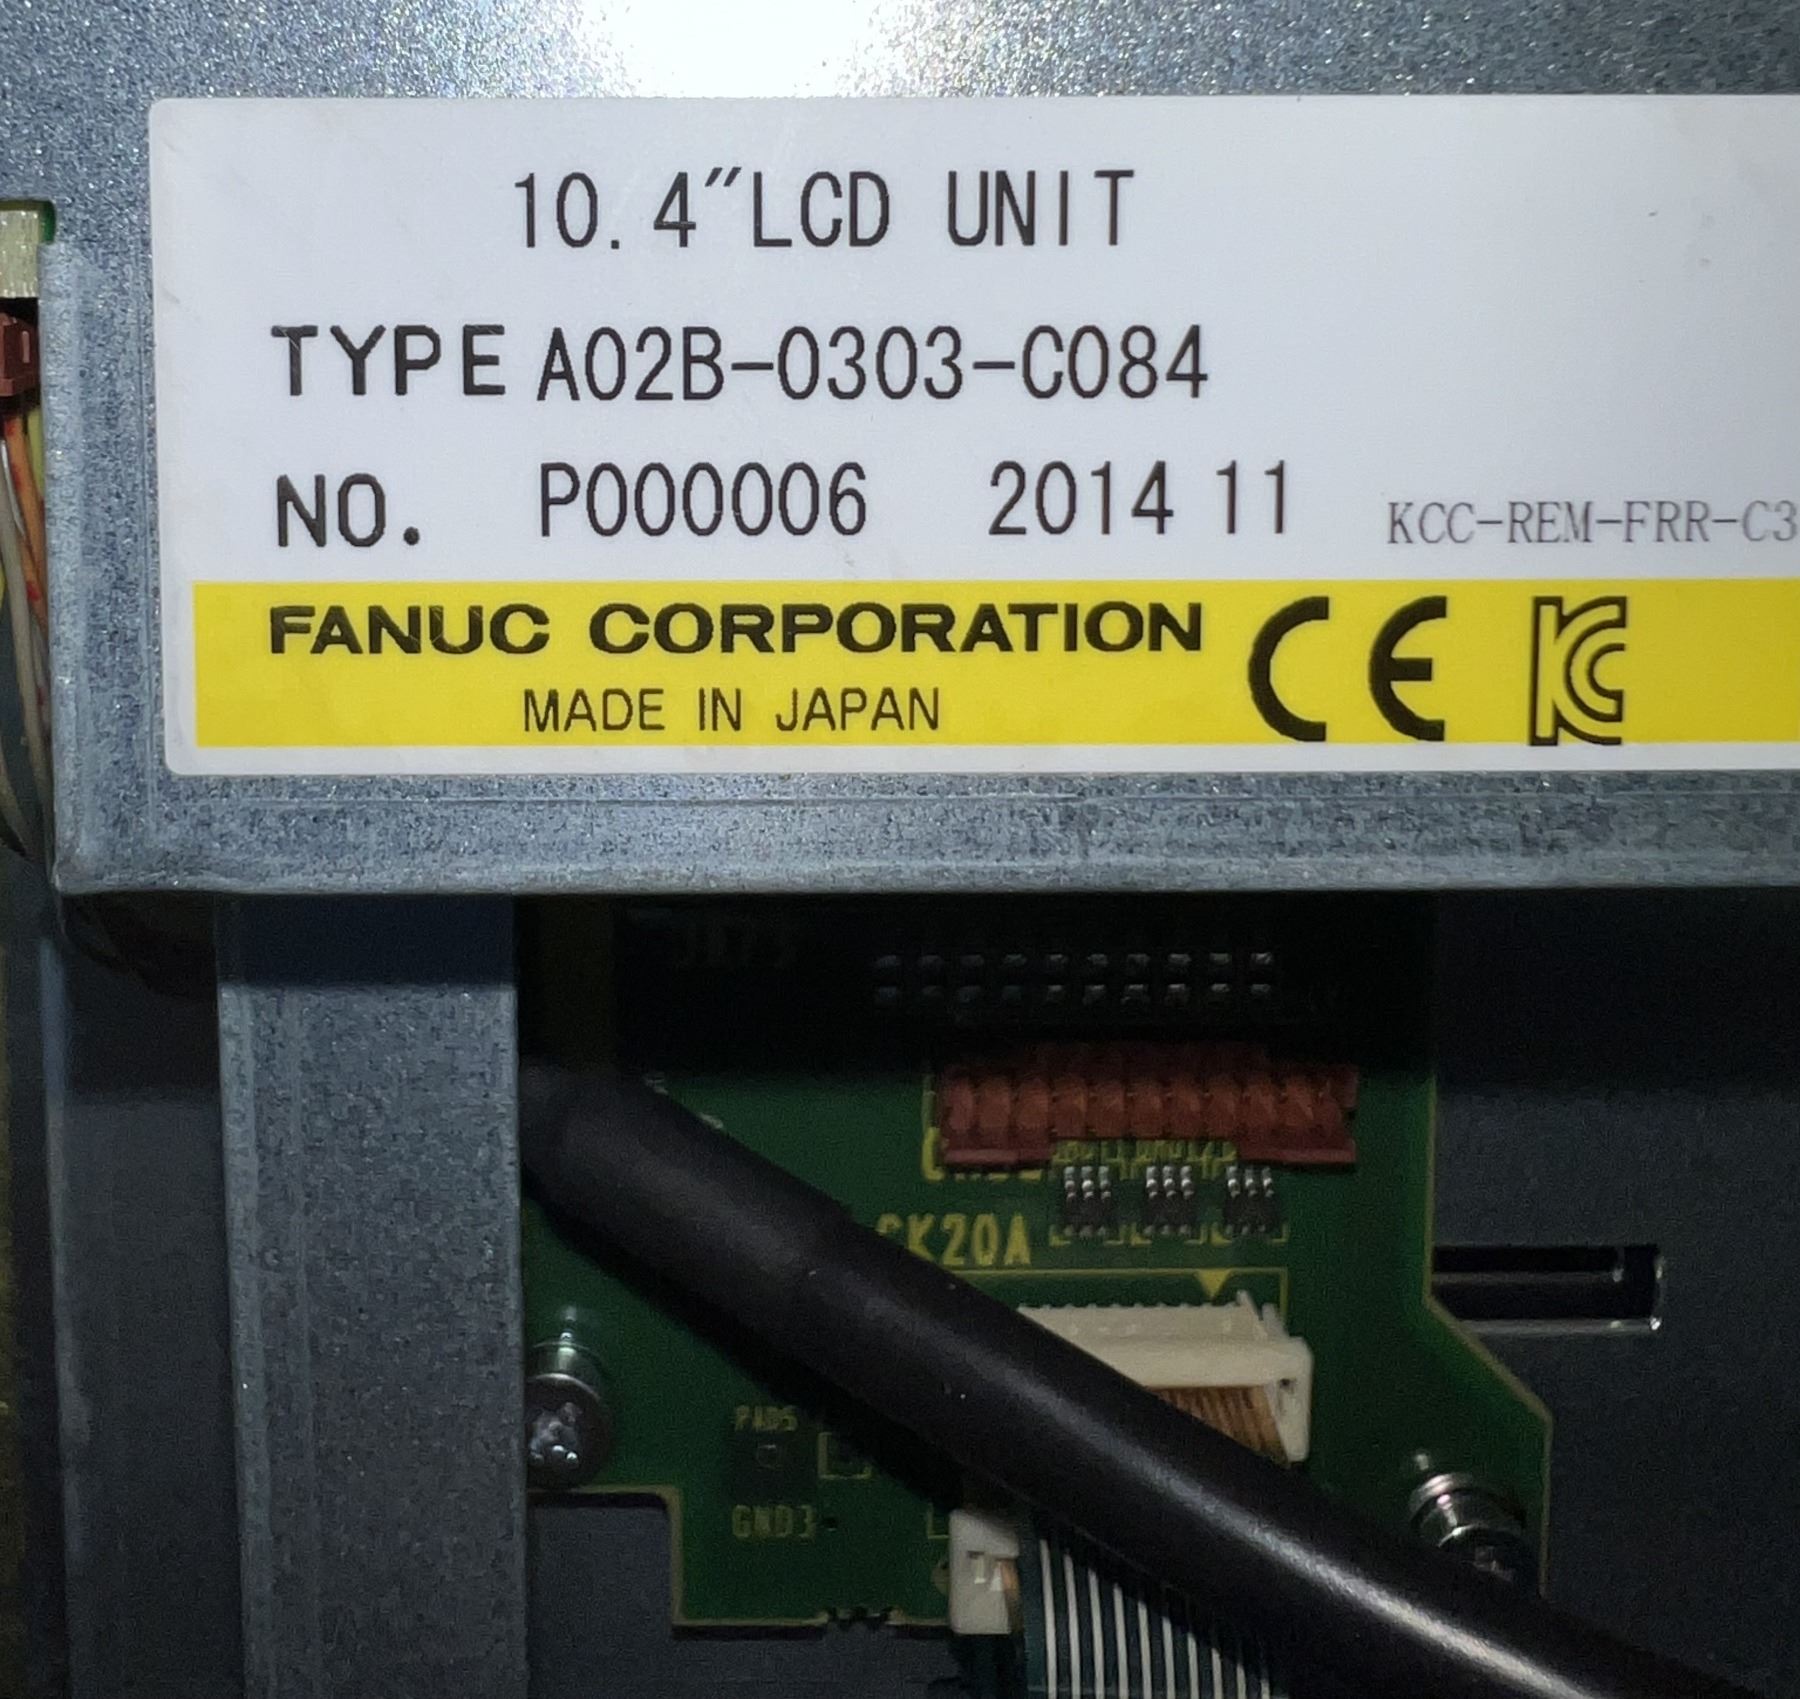 10.4"LCD UNIT
TYPE A02B-0303-C084
NO. P000006 2014 11 KCC-REM-FRR-C3
FANUC CORPORATION CE KC
MADE IN JAPAN
CK20A
GND3